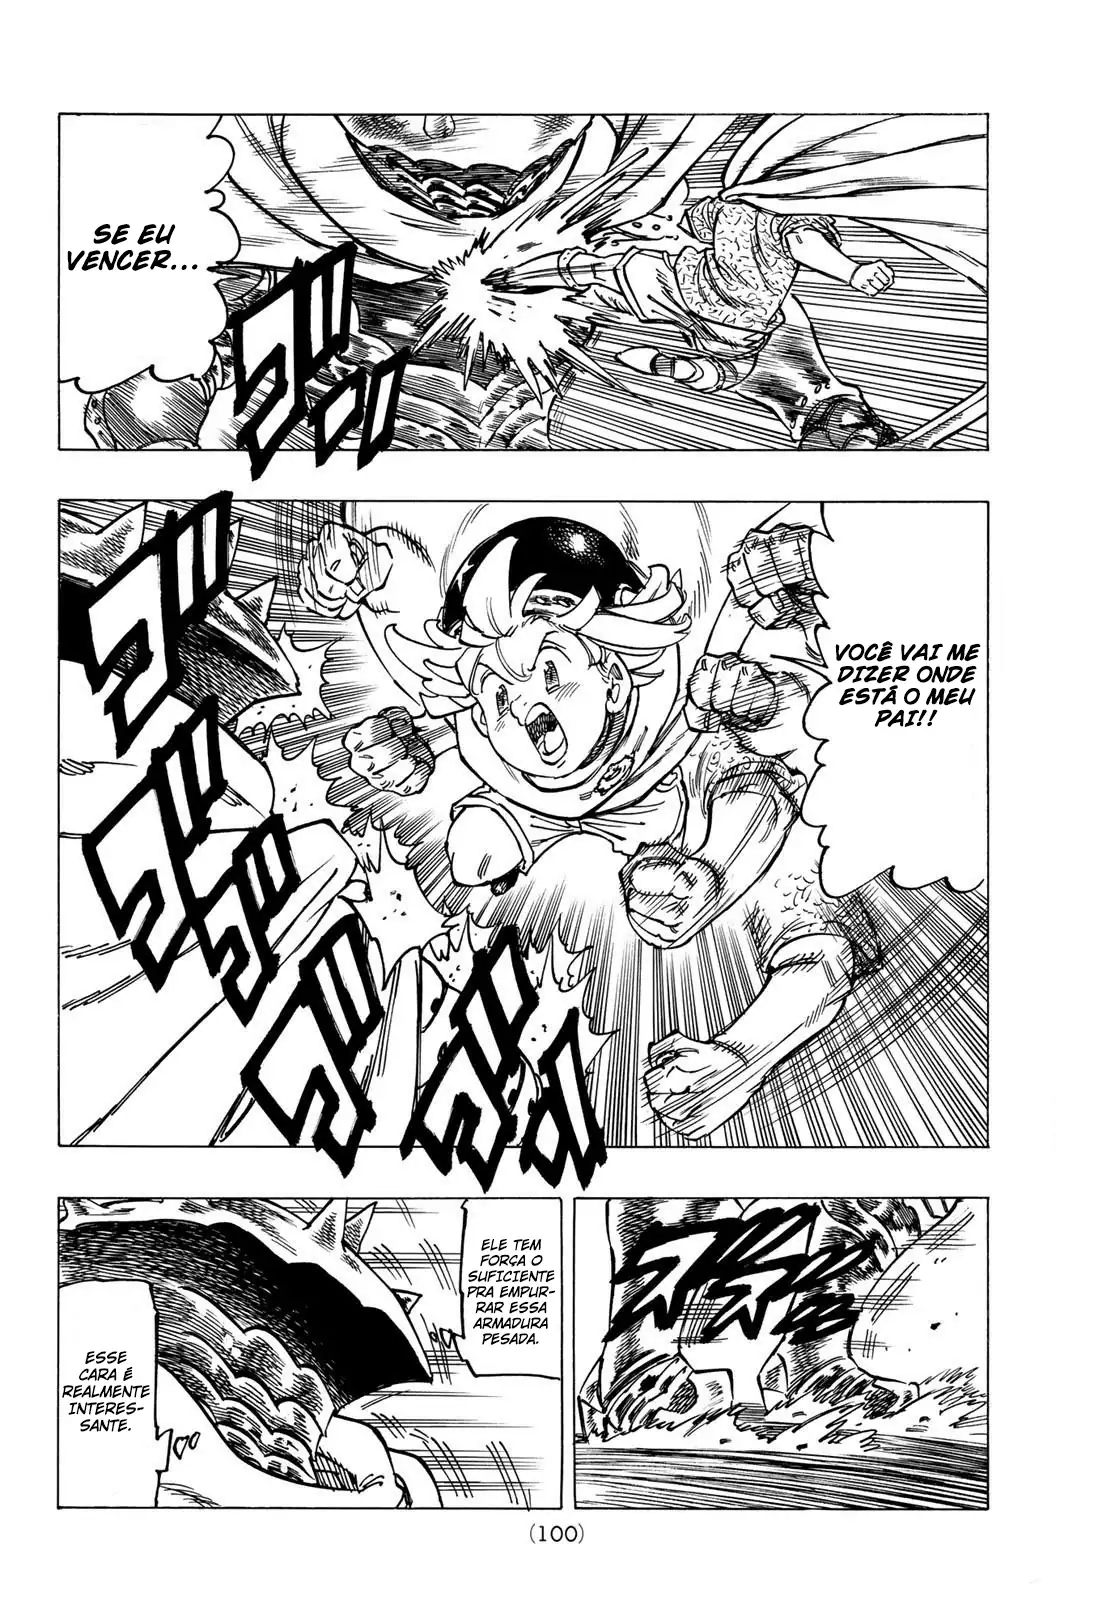 SE EU
VENCER...
VOCÊ VAI ME
DIZER ONDE
ESTÁ O MEU
PAI!!
ELE TEM
FORÇA O
SUFICIENTE
PRA EMPUR-
RAR ESSA
ARMADURA
PESADA.
ESSE
CARA É
REALMENTE
INTERES-
SANTE.
(100)